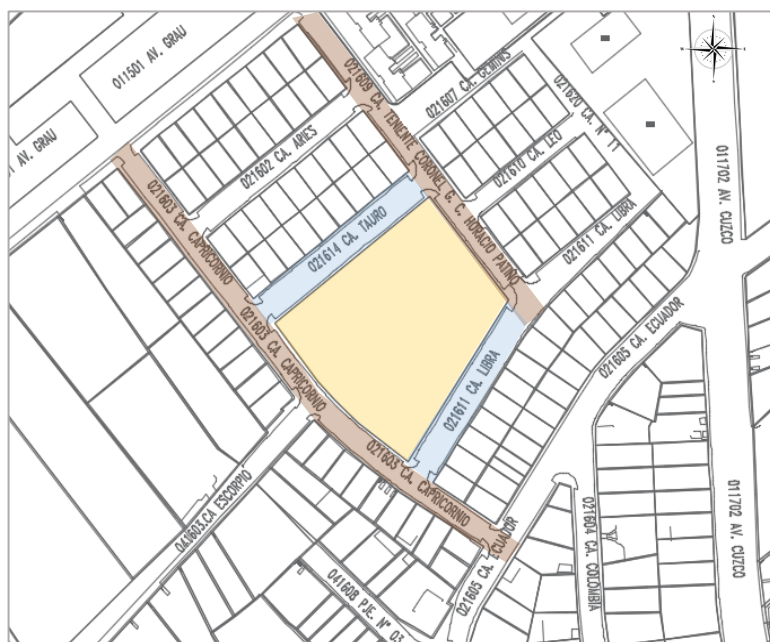 011501 AV. GRAU
AV. GRAU
021609 CA. TENIENTE CORONEL G. C. HORACIO PATIÑO
021607 CA. GEMINIS
021620 CA. N° 11
021602 CA. ARIES
021610 CA. LEO
021603 CA. CAPRICORNIO
021614 CA. TAURO
021611 CA. LIBRA
011702 AV. CUZCO
021603 CA. CAPRICORNIO
021605 CA. ECUADOR
021611 CA. LIBRA
021603 CA. CAPRICORNIO
041603.CA ESCORPIO
021605 CA. ECUADOR
021604 CA. COLOMBIA
011702 AV. CUZCO
041608 PJE. N° 03